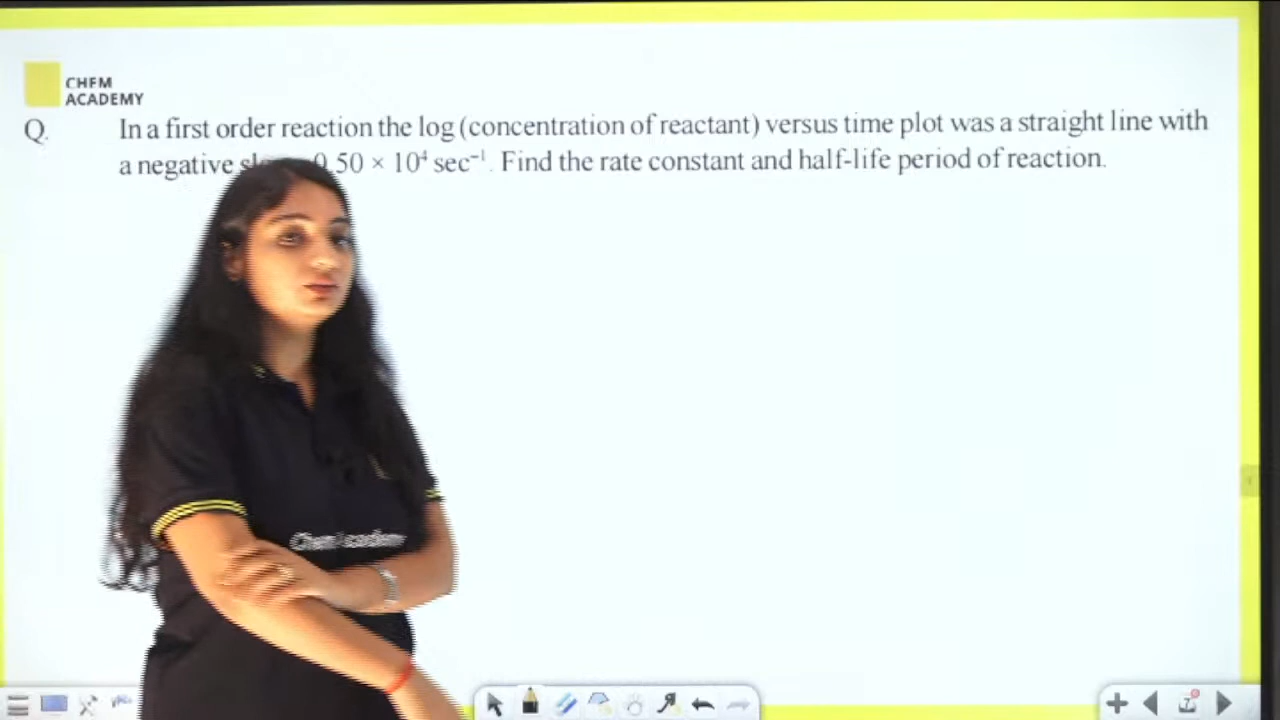 CHEM
ACADEMY
Q. In a first order reaction the log (concentration of reactant) versus time plot was a straight line with
a negative 0.50 × 10⁴ sec⁻¹. Find the rate constant and half-life period of reaction.
Chem Academy